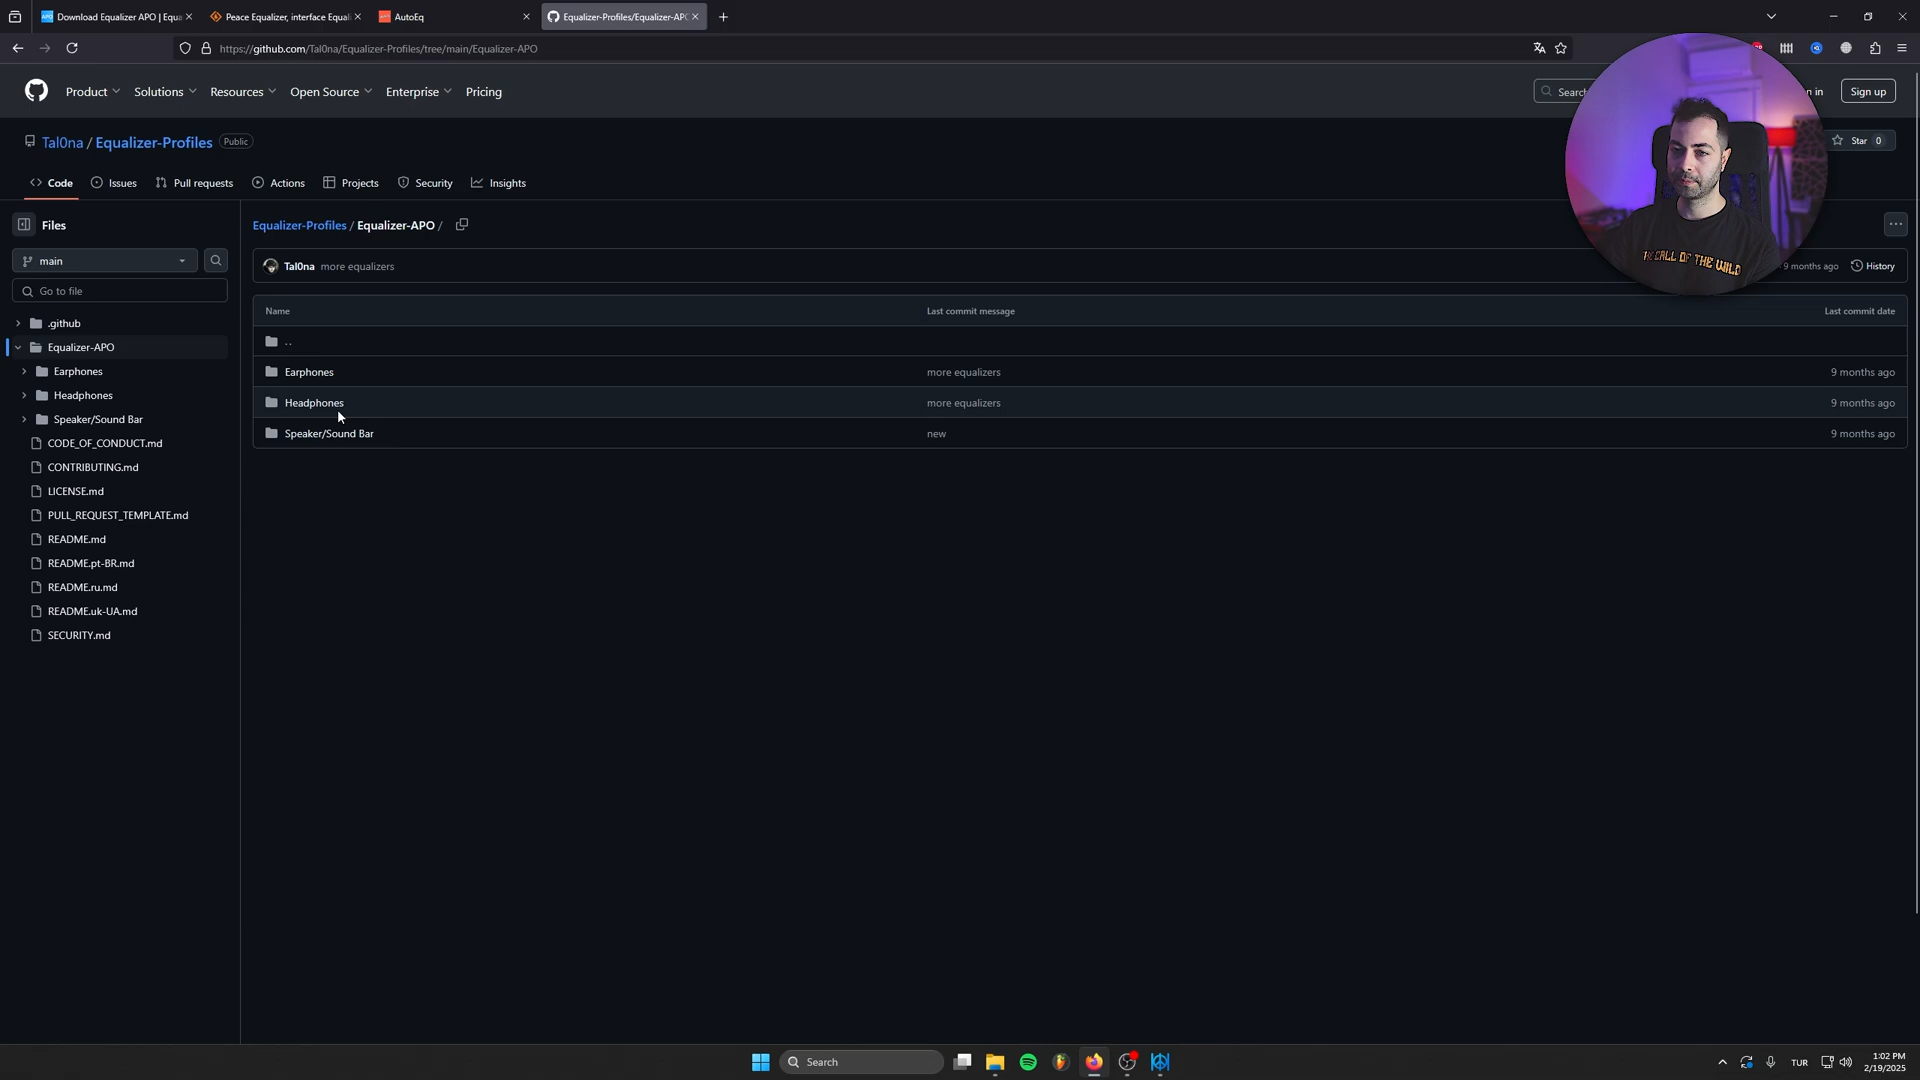 Download Equalizer APO | Equa
Peace Equalizer, interface Equal
AutoEq
Equalizer-Profiles/Equalizer-APO
https://github.com/Tal0na/Equalizer-Profiles/tree/main/Equalizer-APO
Product
Solutions
Resources
Open Source
Enterprise
Pricing
Search
in in
Sign up
Tal0na / Equalizer-Profiles
Public
Star 0
Code
Issues
Pull requests
Actions
Projects
Security
Insights
Files
Equalizer-Profiles / Equalizer-APO /
main
Tal0na more equalizers
9 months ago
History
Go to file
Name
Last commit message
Last commit date
.github
Equalizer-APO
Earphones
Headphones
Speaker/Sound Bar
CODE_OF_CONDUCT.md
CONTRIBUTING.md
LICENSE.md
PULL_REQUEST_TEMPLATE.md
README.md
README.pt-BR.md
README.ru.md
README.uk-UA.md
SECURITY.md
..
Earphones
more equalizers
9 months ago
Headphones
more equalizers
9 months ago
Speaker/Sound Bar
new
9 months ago
CALL OF THE WILD
Search
TUR
1:02 PM
2/19/2025